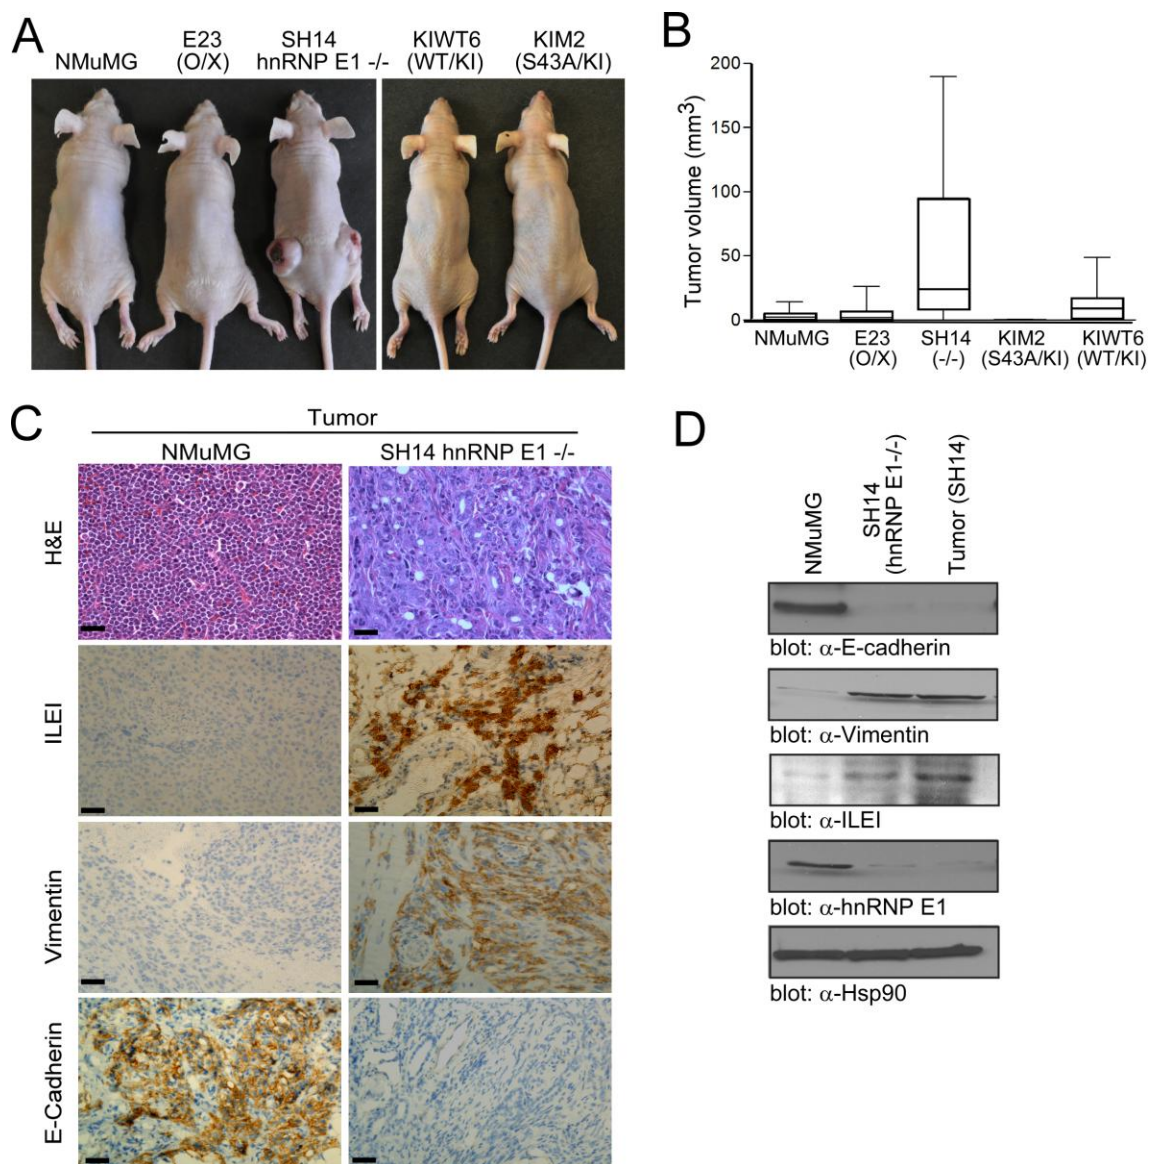 A
NMuMG
E23
(O/X)
SH14
hnRNP E1 -/-
KIWT6
(WT/KI)
KIM2
(S43A/KI)
B
Tumor volume (mm3)
200
150
100
50
0
NMuMG
E23
(O/X)
SH14
(-/-)
KIM2
(S43A/KI)
KIWT6
(WT/KI)
C
Tumor
NMuMG
SH14 hnRNP E1 -/-
H&E
ILEI
Vimentin
E-Cadherin
D
NMuMG
SH14
(hnRNP E1-/-)
Tumor (SH14)
blot: α-E-cadherin
blot: α-Vimentin
blot: α-ILEI
blot: α-hnRNP E1
blot: α-Hsp90